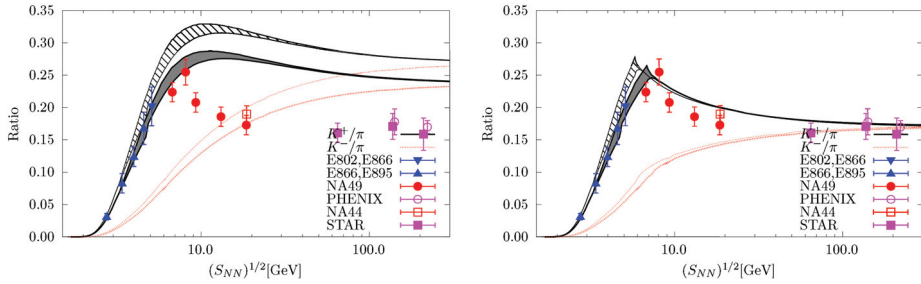 0.35
0.30
0.25
0.20
0.15
0.10
0.05
0.00
Ratio
K⁺/π
K⁻/π
E802,E866
E866,E895
NA49
PHENIX
NA44
STAR
10.0 100.0
(S_NN)^1/2[GeV]
0.35
0.30
0.25
0.20
0.15
0.10
0.05
0.00
Ratio
K⁺/π
K⁻/π
E802,E866
E866,E895
NA49
PHENIX
NA44
STAR
10.0 100.0
(S_NN)^1/2[GeV]